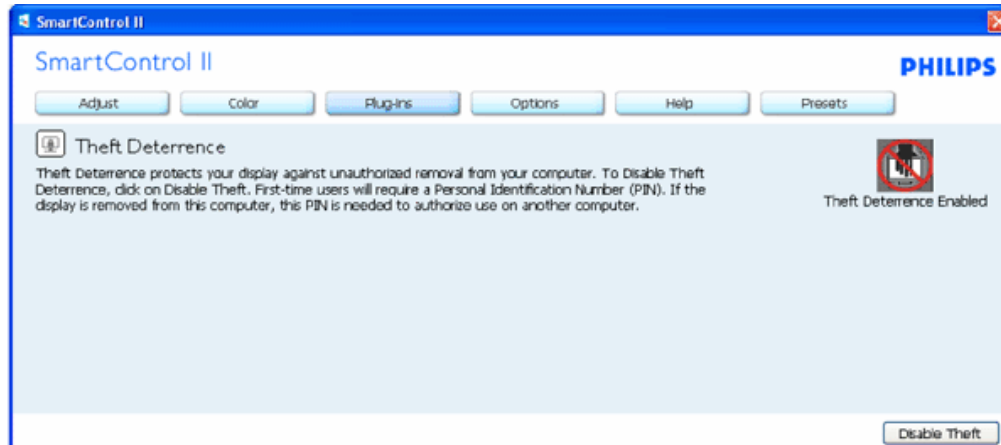 SmartControl II
SmartControl II
PHILIPS
Adjust Color Plug-Ins Options Help Presets
Theft Deterrence
Theft Deterrence protects your display against unauthorized removal from your computer. To Disable Theft
Deterrence, click on Disable Theft. First-time users will require a Personal Identification Number (PIN). If the
display is removed from this computer, this PIN is needed to authorize use on another computer.
Theft Deterrence Enabled
Disable Theft